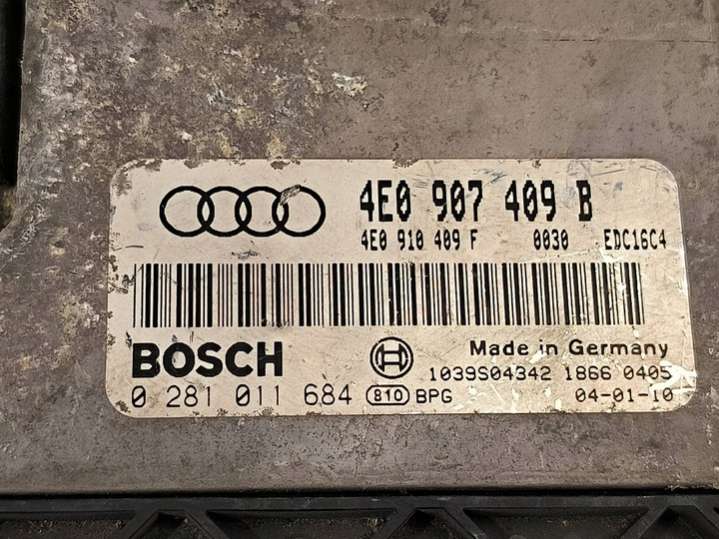 4E0 907 409 B
4E0 910 409 F 0030 EDC16C4
BOSCH
Made in Germany
1039S04342 1866 0405
0 281 011 684 810 BPG 04-01-10